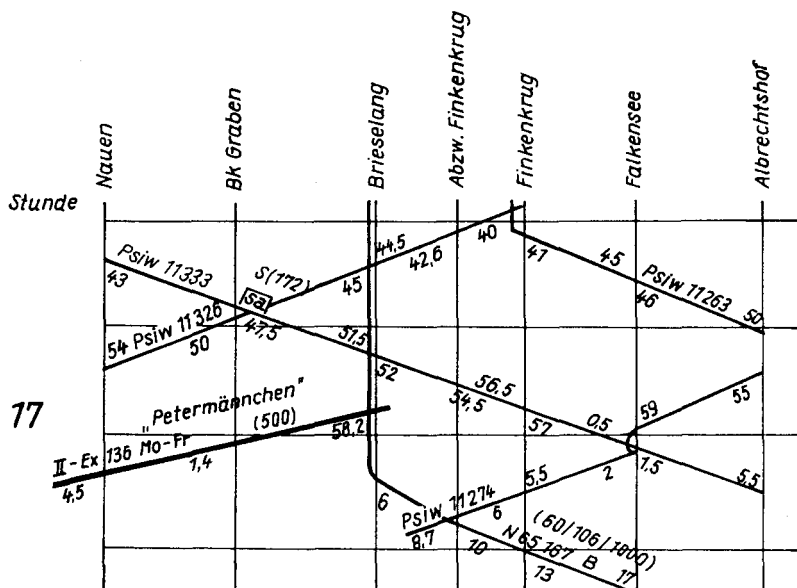 Nauen
Bk Graben
Brieselang
Abzw. Finkenkrug
Finkenkrug
Falkensee
Albrechtshof
Stunde
17
Psiw 11333
43
S(172)
sa
47,5
54 Psiw 11326
50
45
44,5
42,6
40
41
45
46
Psiw 11263
50
51,5
52
54,5
56,5
57
0,5
1,5
5,5
59
55
„Petermännchen"
(500)
58,2
II-Ex 136 Mo-Fr
4,5
1,4
6
Psiw 11274
8,7
6
5,5
2
(60/106/1800)
N 65 167 B 17
10
13